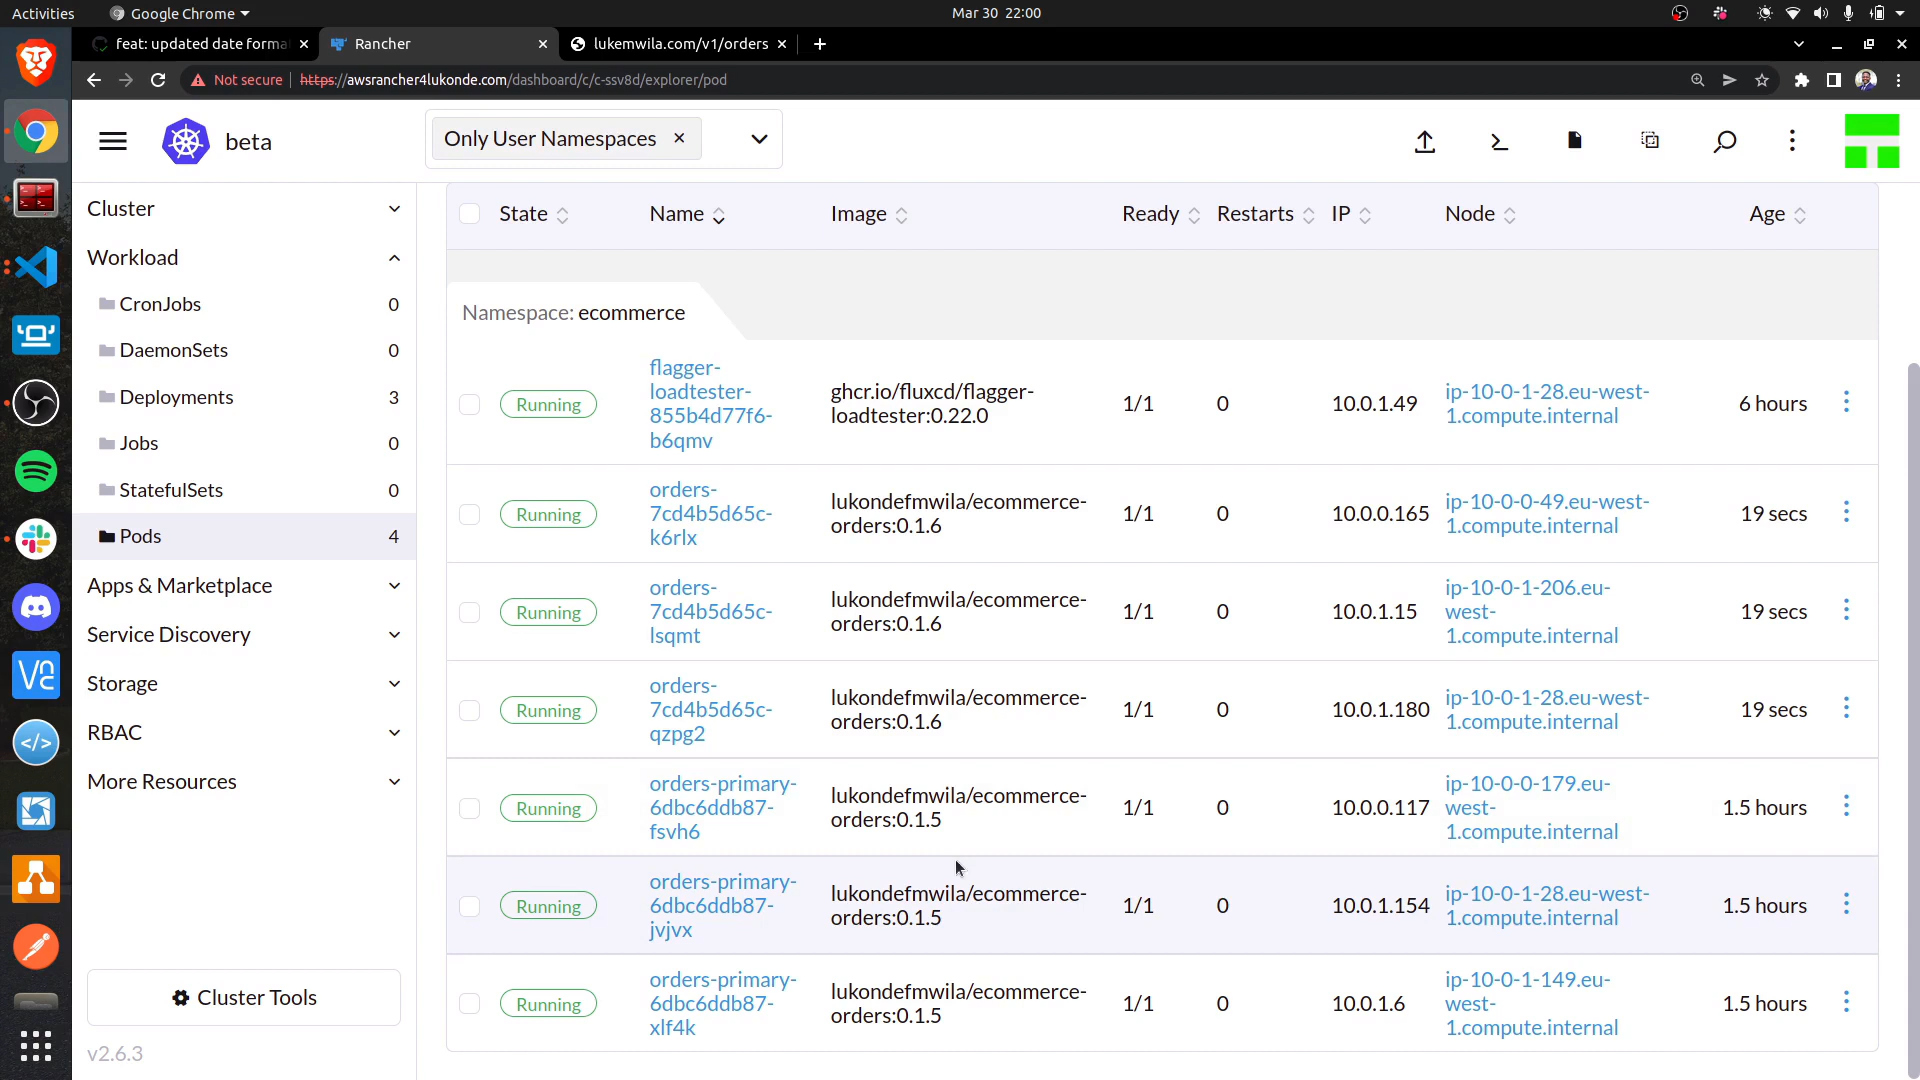 Activities
Google Chrome
Mar 30 22:00
feat: updated date forma
Rancher
lukemwila.com/v1/orders
Not secure
https://awsrancher4lukonde.com/dashboard/c/c-ssv8d/explorer/pod
beta
Only User Namespaces
Cluster
Workload
CronJobs 0
DaemonSets 0
Deployments 3
Jobs 0
StatefulSets 0
Pods 4
Apps & Marketplace
Service Discovery
Storage
RBAC
More Resources
Cluster Tools
v2.6.3
State Name Image Ready Restarts IP Node Age
Namespace: ecommerce
Running
flagger-
loadtester-
855b4d77f6-
b6qmv
ghcr.io/fluxcd/flagger-
loadtester:0.22.0
1/1
0
10.0.1.49
ip-10-0-1-28.eu-west-
1.compute.internal
6 hours
Running
orders-
7cd4b5d65c-
k6rlx
lukondefmwila/ecommerce-
orders:0.1.6
1/1
0
10.0.0.165
ip-10-0-0-49.eu-west-
1.compute.internal
19 secs
Running
orders-
7cd4b5d65c-
lsqmt
lukondefmwila/ecommerce-
orders:0.1.6
1/1
0
10.0.1.15
ip-10-0-1-206.eu-
west-
1.compute.internal
19 secs
Running
orders-
7cd4b5d65c-
qzpg2
lukondefmwila/ecommerce-
orders:0.1.6
1/1
0
10.0.1.180
ip-10-0-1-28.eu-west-
1.compute.internal
19 secs
Running
orders-primary-
6dbc6ddb87-
fsvh6
lukondefmwila/ecommerce-
orders:0.1.5
1/1
0
10.0.0.117
ip-10-0-0-179.eu-
west-
1.compute.internal
1.5 hours
Running
orders-primary-
6dbc6ddb87-
jvjvx
lukondefmwila/ecommerce-
orders:0.1.5
1/1
0
10.0.1.154
ip-10-0-1-28.eu-west-
1.compute.internal
1.5 hours
Running
orders-primary-
6dbc6ddb87-
xlf4k
lukondefmwila/ecommerce-
orders:0.1.5
1/1
0
10.0.1.6
ip-10-0-1-149.eu-
west-
1.compute.internal
1.5 hours